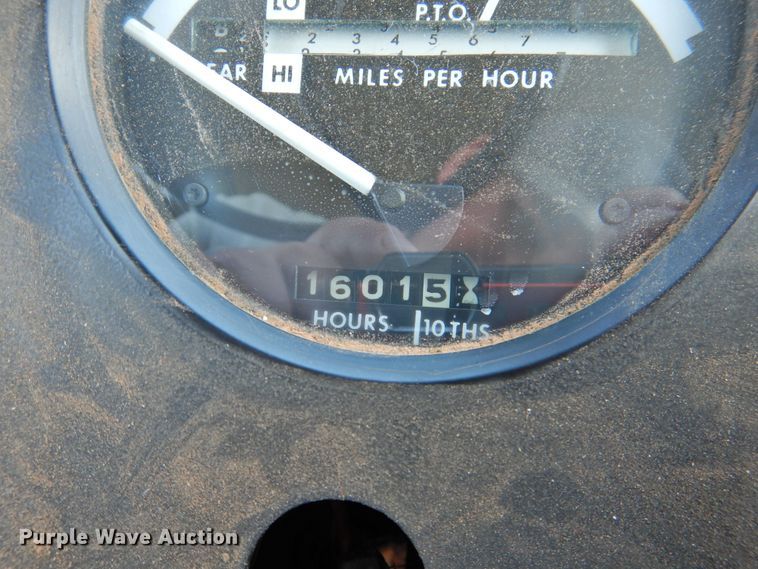 LO
P.T.O.
2 3 4 5 6 7 8
EAR HI MILES PER HOUR
16015
HOURS 10THS
Purple Wave Auction